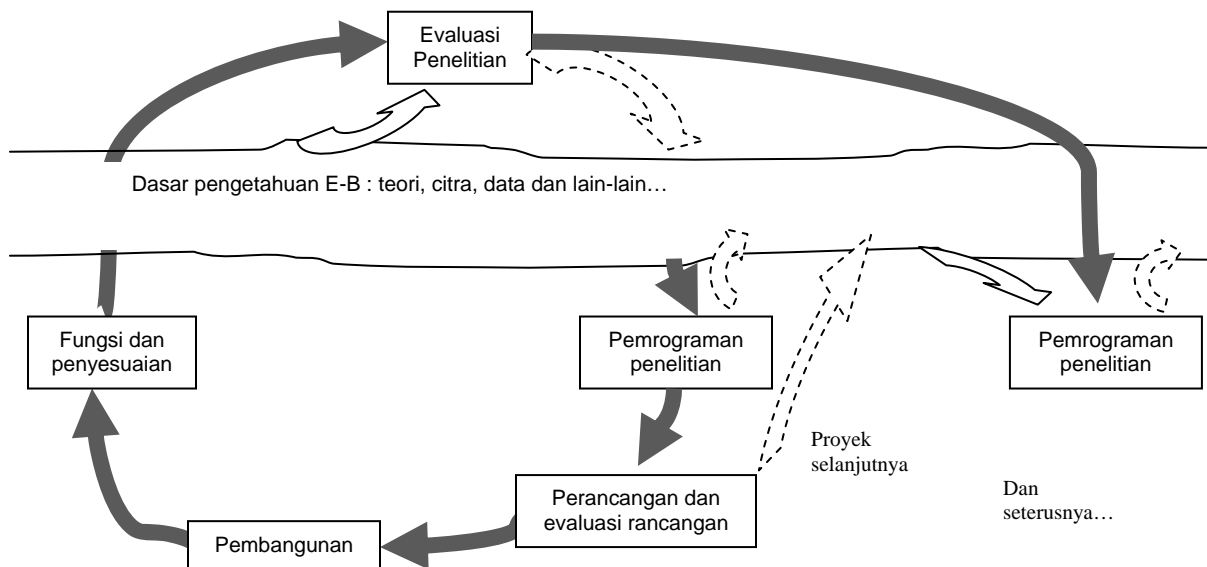 Evaluasi
Penelitian
Dasar pengetahuan E-B : teori, citra, data dan lain-lain…
Fungsi dan
penyesuaian
Pemrograman
penelitian
Pemrograman
penelitian
Proyek
selanjutnya
Perancangan dan
evaluasi rancangan
Dan
seterusnya…
Pembangunan